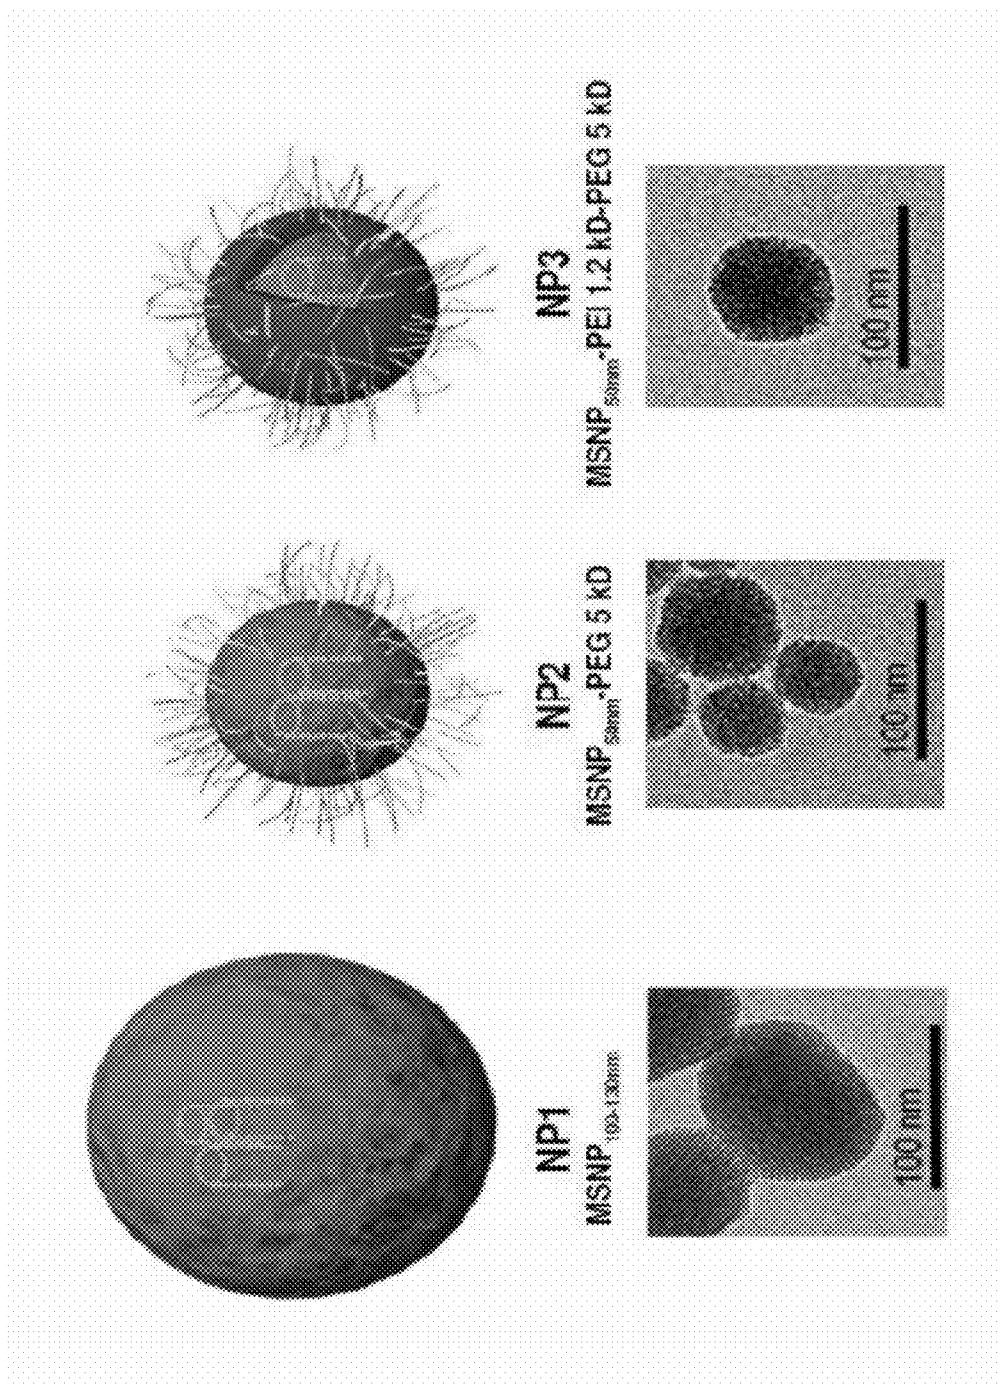 NP1
MSNP100-130nm
100 nm
NP2
MSNP50nm-PEG 5 kD
100 nm
NP3
MSNP50nm-PEI 1.2 kD-PEG 5 kD
100 nm